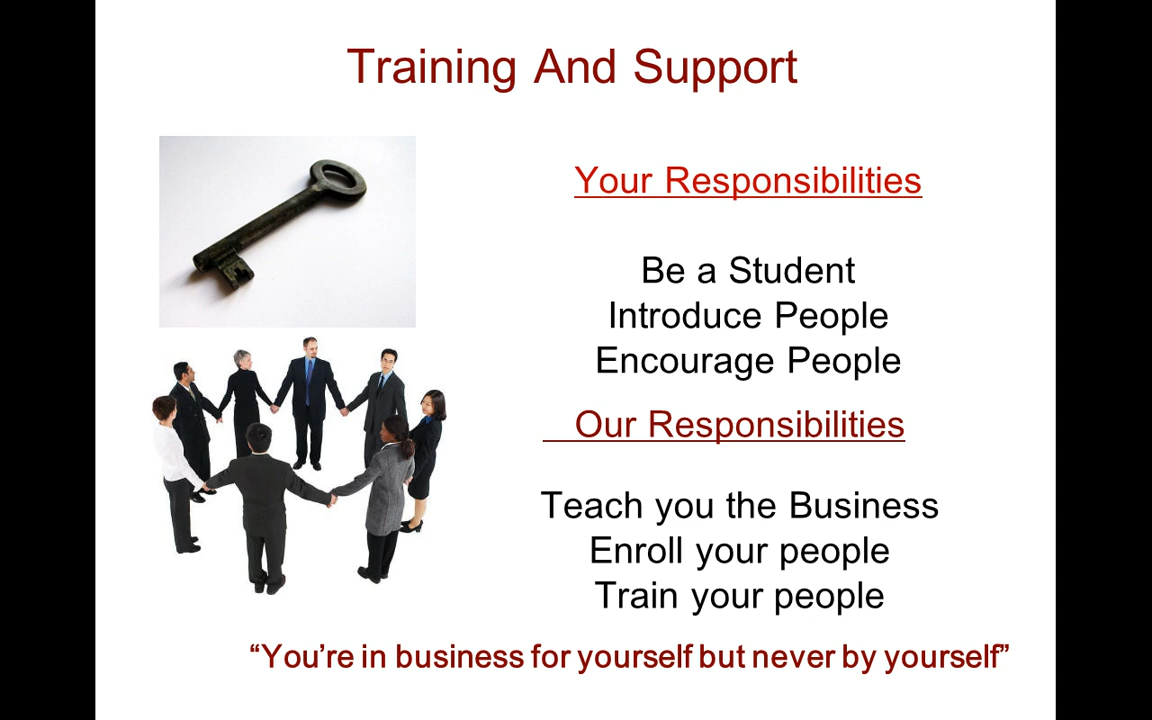 Training And Support
Your Responsibilities
Be a Student
Introduce People
Encourage People
Our Responsibilities
Teach you the Business
Enroll your people
Train your people
“You’re in business for yourself but never by yourself”